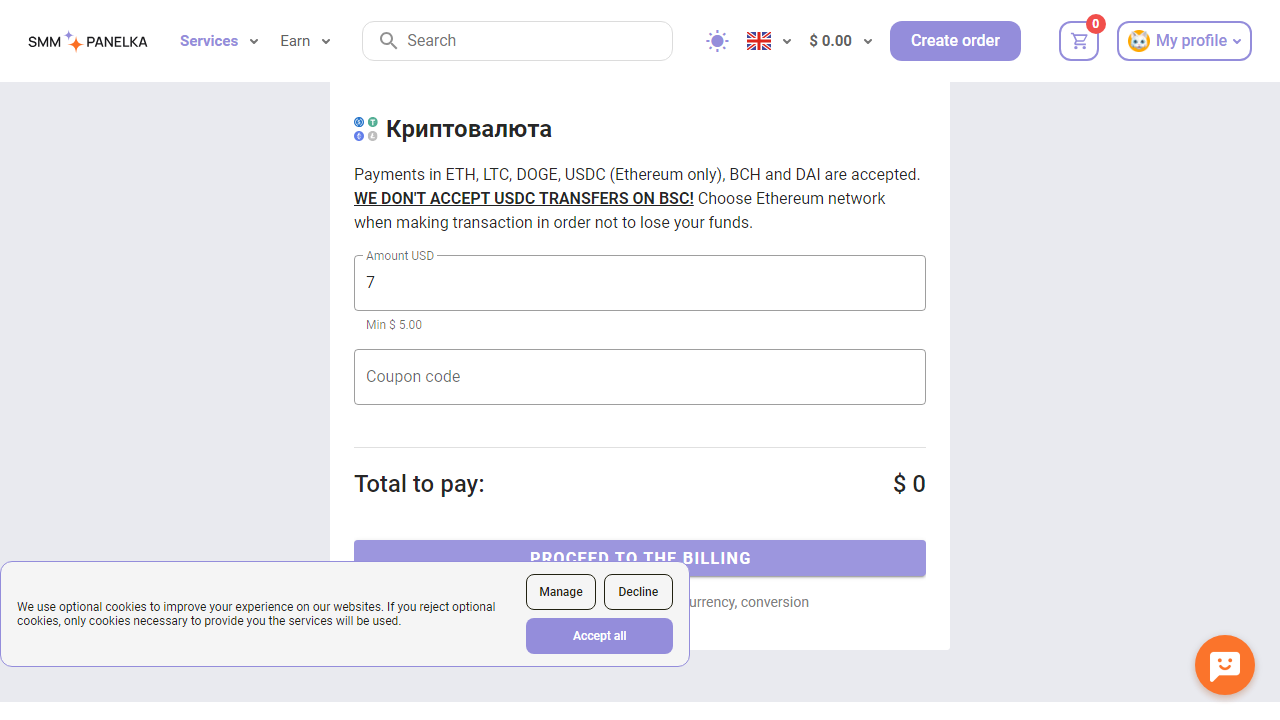 SMM PANELKA Services Earn Search $ 0.00 Create order 0 My profile
Криптовалюта
Payments in ETH, LTC, DOGE, USDC (Ethereum only), BCH and DAI are accepted.
WE DON'T ACCEPT USDC TRANSFERS ON BSC! Choose Ethereum network
when making transaction in order not to lose your funds.
Amount USD
7
Min $ 5.00
Coupon code
Total to pay: $ 0
PROCEED TO THE BILLING
urrency, conversion
We use optional cookies to improve your experience on our websites. If you reject optional
cookies, only cookies necessary to provide you the services will be used.
Manage Decline
Accept all